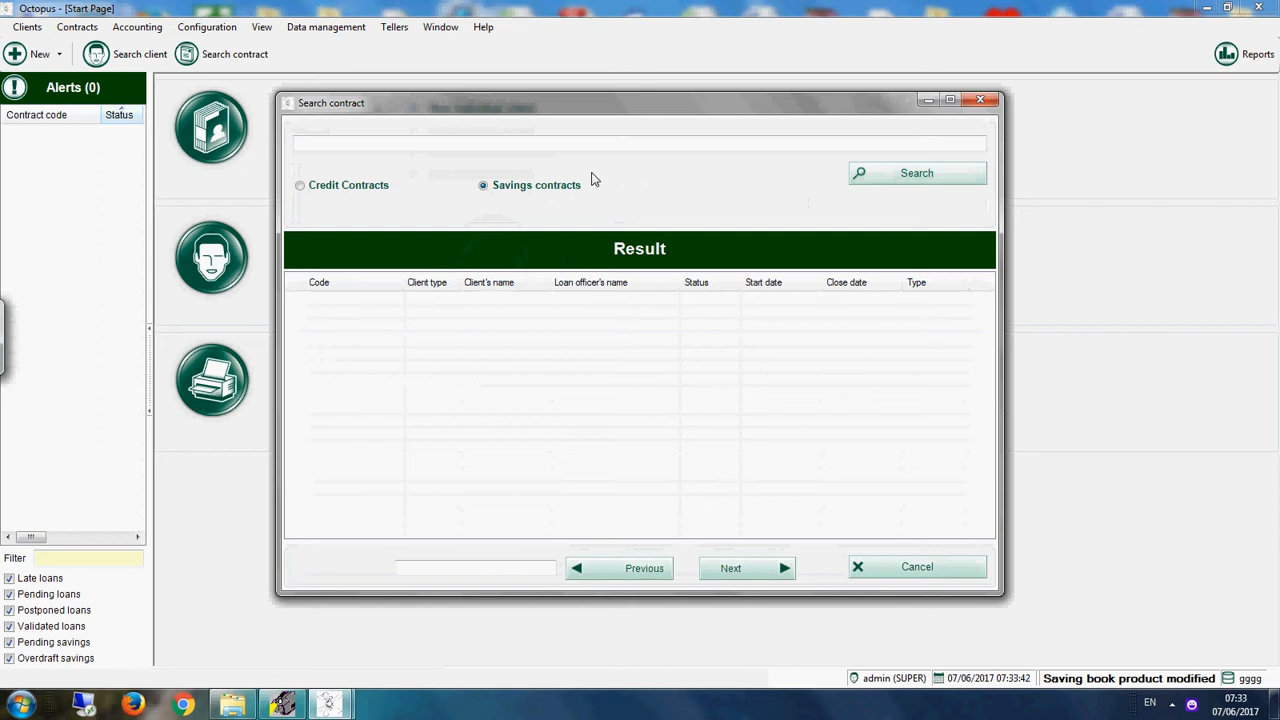 Octopus - [Start Page]
Clients Contracts Accounting Configuration View Data management Tellers Window Help
New Search client Search contract Reports
Alerts (0)
Contract code Status
Search contract
Search
Credit Contracts Savings contracts
Result
Code Client type Client's name Loan officer's name Status Start date Close date Type
Previous Next Cancel
Filter
Late loans
Pending loans
Postponed loans
Validated loans
Pending savings
Overdraft savings
admin (SUPER) 07/06/2017 07:33:42 Saving book product modified gggg
EN 07:33
07/06/2017